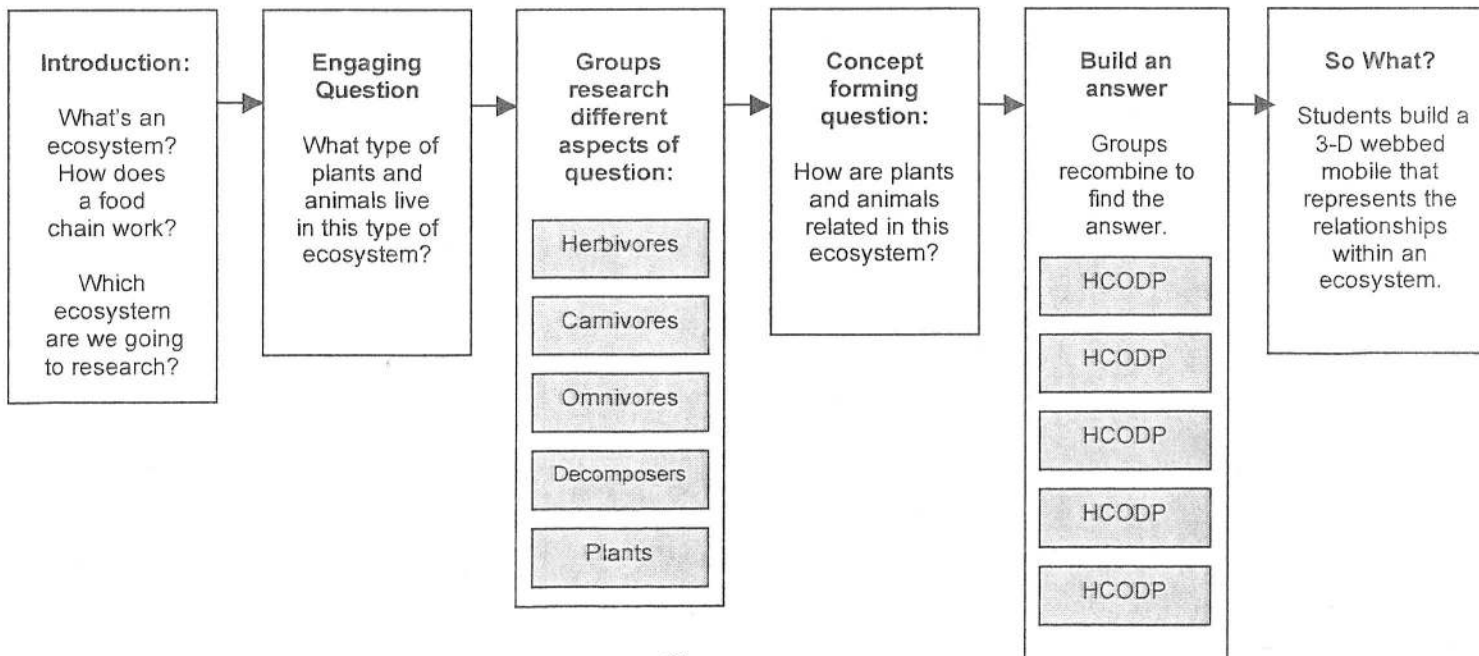 Introduction:
What's an
ecosystem?
How does
a food
chain work?
Which
ecosystem
are we going
to research?
Engaging
Question
What type of
plants and
animals live
in this type of
ecosystem?
Groups
research
different
aspects of
question:
Herbivores
Carnivores
Omnivores
Decomposers
Plants
Concept
forming
question:
How are plants
and animals
related in this
ecosystem?
Build an
answer
Groups
recombine to
find the
answer.
HCODP
HCODP
HCODP
HCODP
HCODP
So What?
Students build a
3-D webbed
mobile that
represents the
relationships
within an
ecosystem.